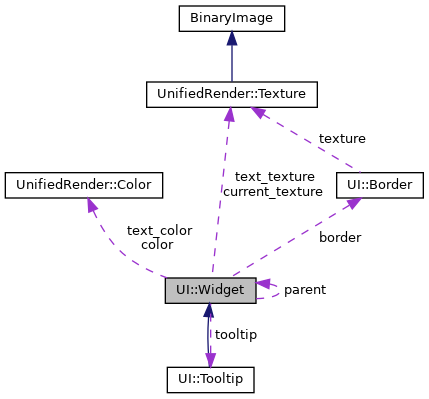 BinaryImage
UnifiedRender::Texture
texture
text_texture
current_texture
UnifiedRender::Color
UI::Border
text_color
color
border
UI::Widget
parent
tooltip
UI::Tooltip